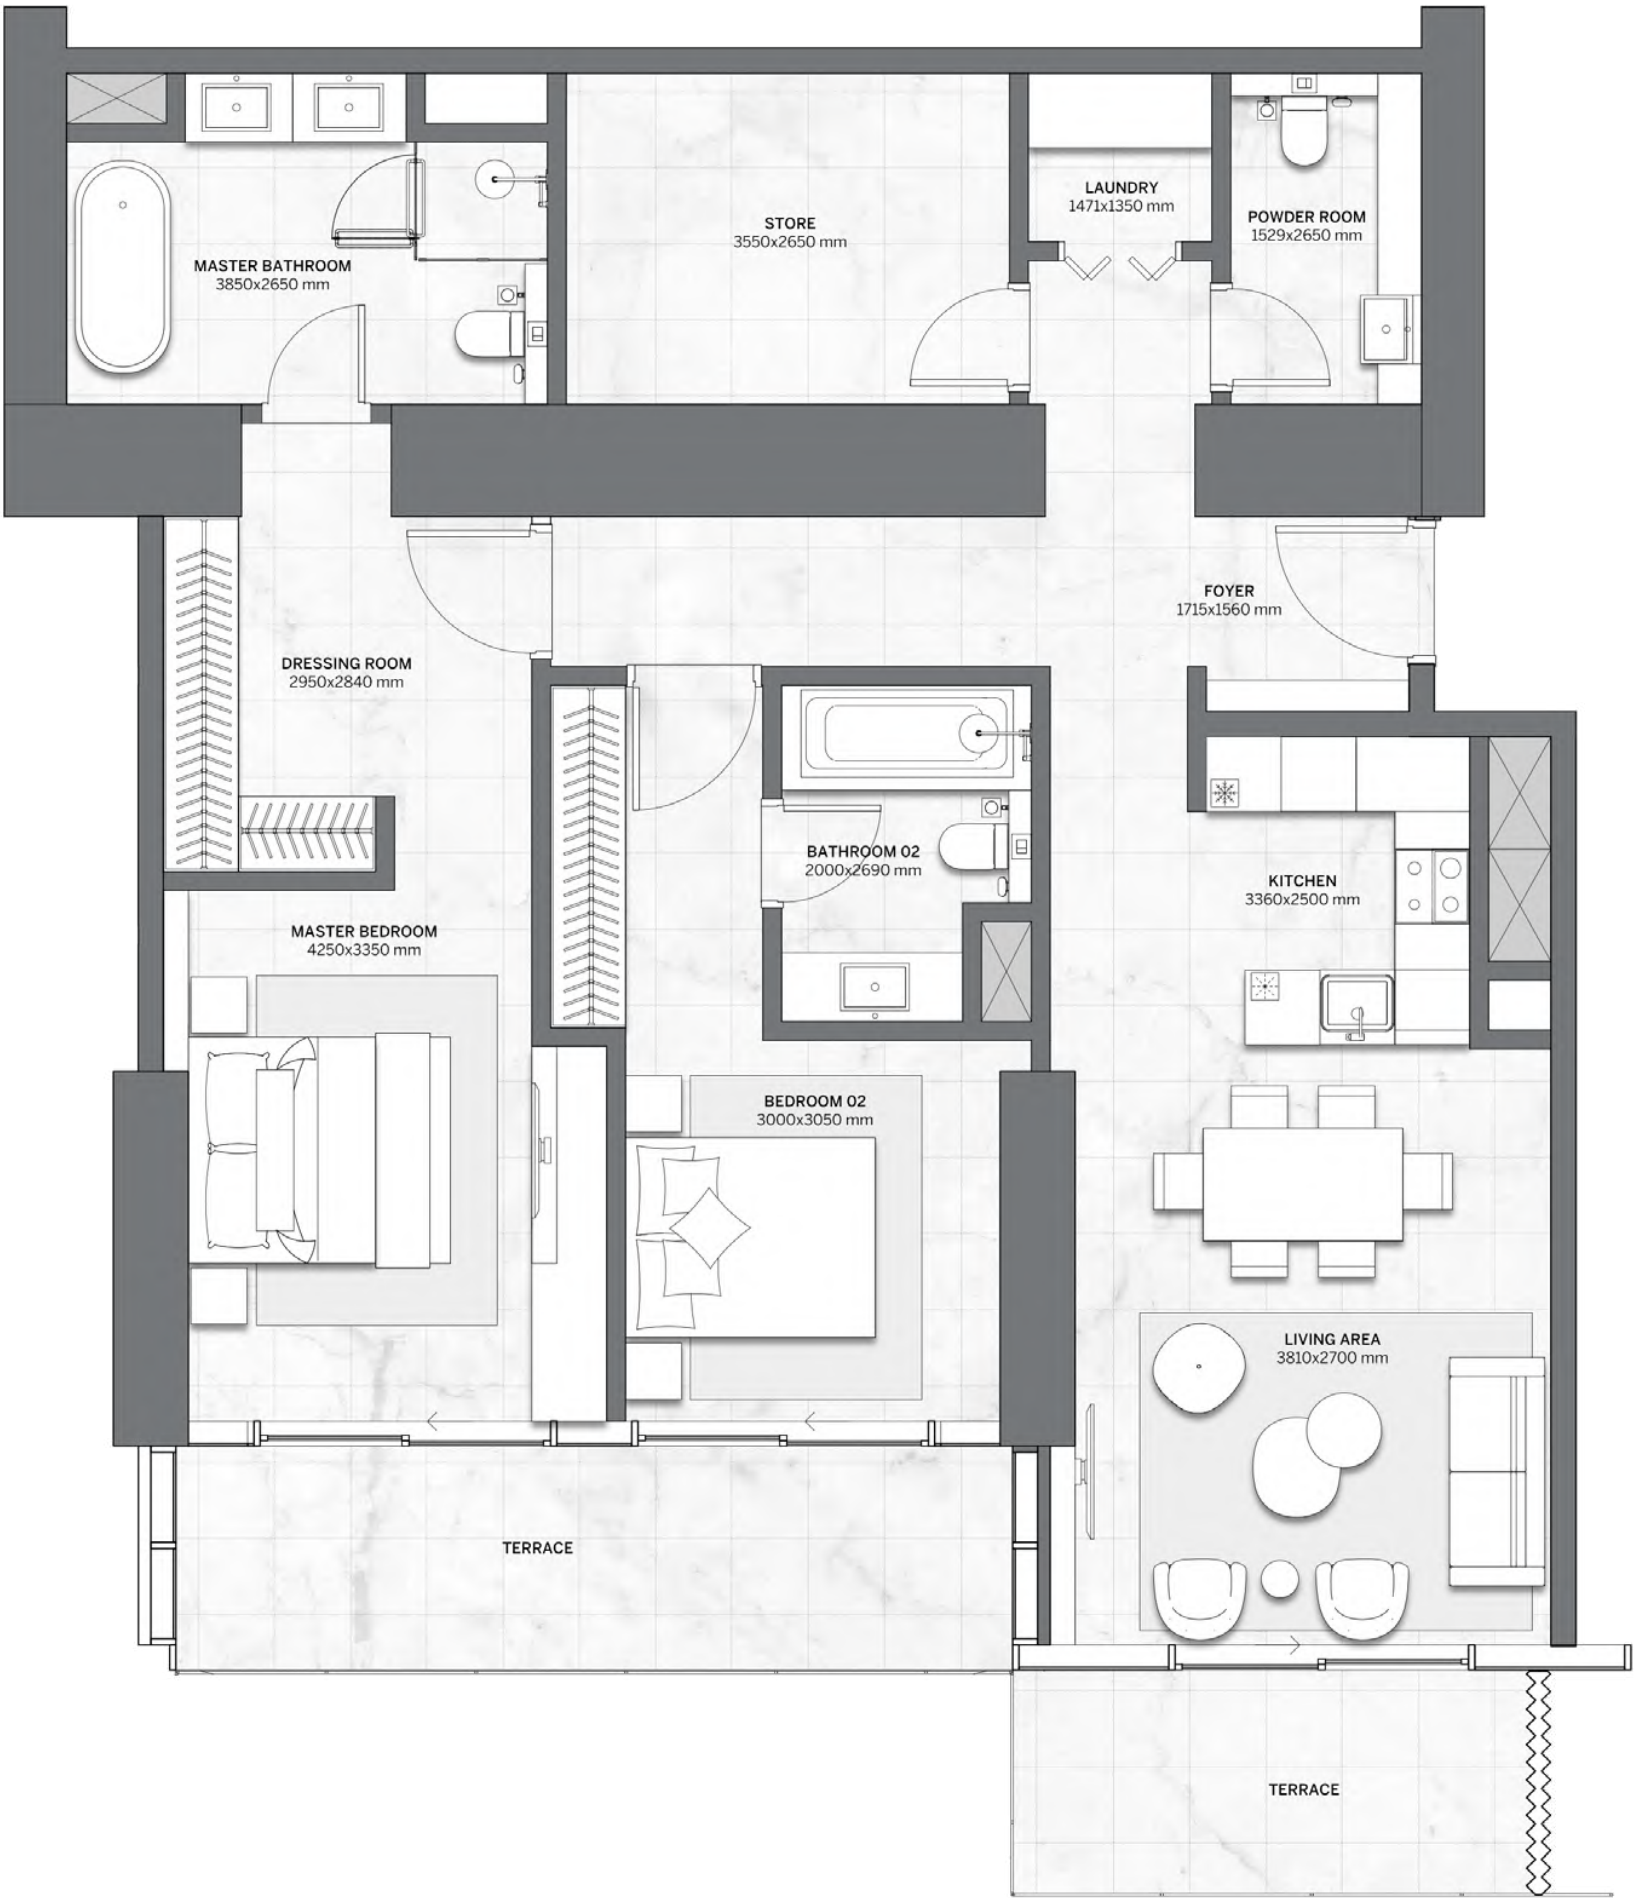 LAUNDRY
1471x1350 mm
STORE
3550x2650 mm
POWDER ROOM
1529x2650 mm
MASTER BATHROOM
3850x2650 mm
FOYER
1715x1560 mm
DRESSING ROOM
2950x2840 mm
BATHROOM 02
2000x2690 mm
KITCHEN
3360x2500 mm
MASTER BEDROOM
4250x3350 mm
BEDROOM 02
3000x3050 mm
LIVING AREA
3810x2700 mm
TERRACE
TERRACE